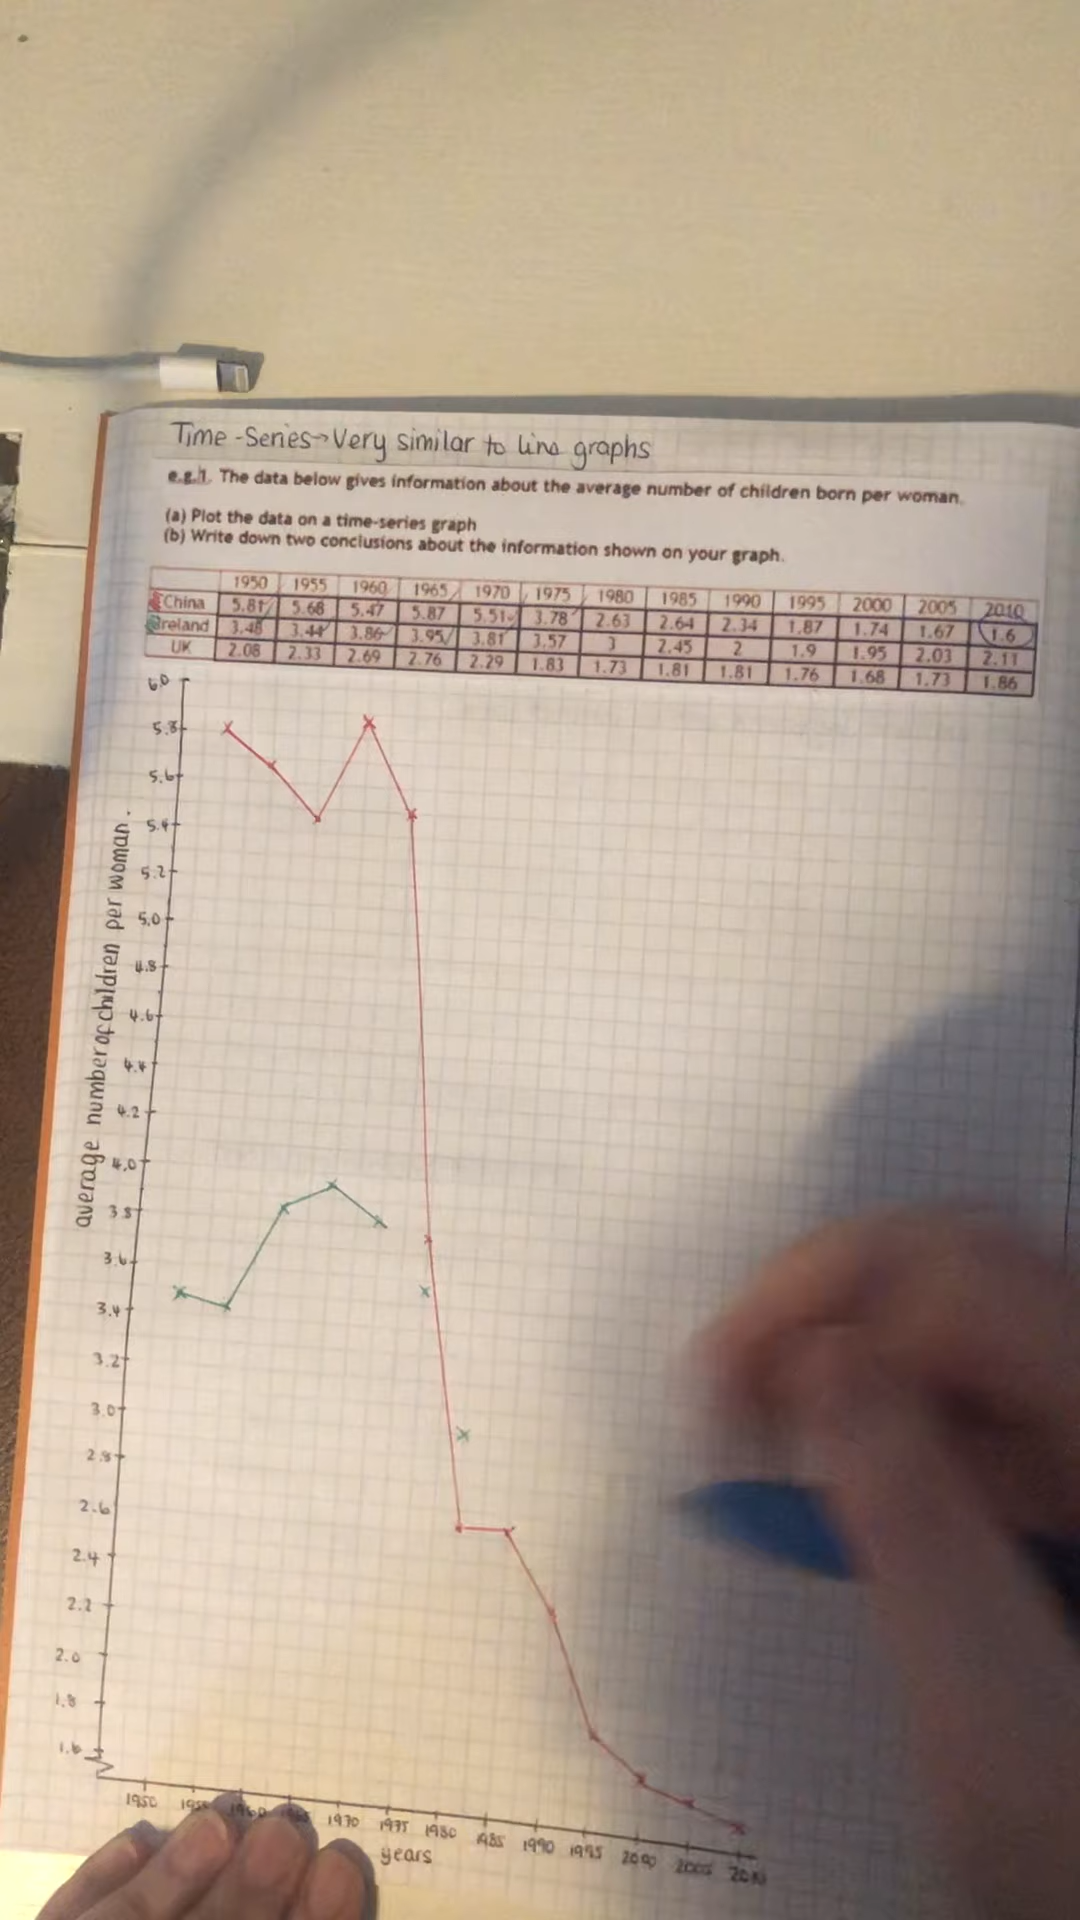 Time-Series→Very similar to line graphs
e.g.1. The data below gives information about the average number of children born per woman.
(a) Plot the data on a time-series graph
(b) Write down two conclusions about the information shown on your graph.
1950 1955 1960 1965 1970 1975 1980 1985 1990 1995 2000 2005 2010
China 5.81 5.68 5.47 5.87 5.51 3.78 2.63 2.64 2.34 1.87 1.74 1.67 1.6
Ireland 3.48 3.44 3.86 3.95 3.81 3.57 3 2.45 2 1.9 1.95 2.03 2.11
UK 2.08 2.33 2.69 2.76 2.29 1.83 1.73 1.81 1.81 1.76 1.68 1.73 1.86
6.0
5.8
5.6
5.4
5.2
5.0
4.8
4.6
4.4
4.2
4.0
3.8
3.6
3.4
3.2
3.0
2.8
2.6
2.4
2.2
2.0
1.8
1.6
average number of children per woman.
1950 1955 1960 1970 1975 1980 1985 1990 1995 2000 2005 2010
years